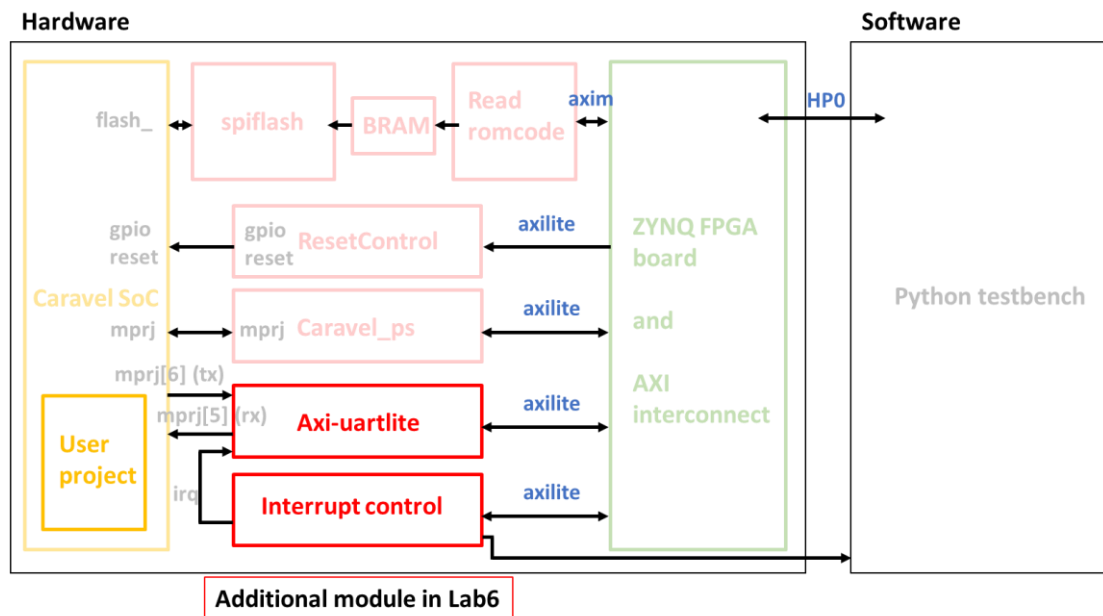 Hardware
Software
flash_
spiflash
BRAM
Read
romcode
axim
HP0
gpio
reset
gpio
reset
ResetControl
axilite
ZYNQ FPGA
board
Caravel SoC
mprj
mprj
Caravel_ps
axilite
and
Python testbench
mprj[6] (tx)
mprj[5] (rx)
Axi-uartlite
axilite
AXI
interconnect
User
project
irq
Interrupt control
axilite
Additional module in Lab6